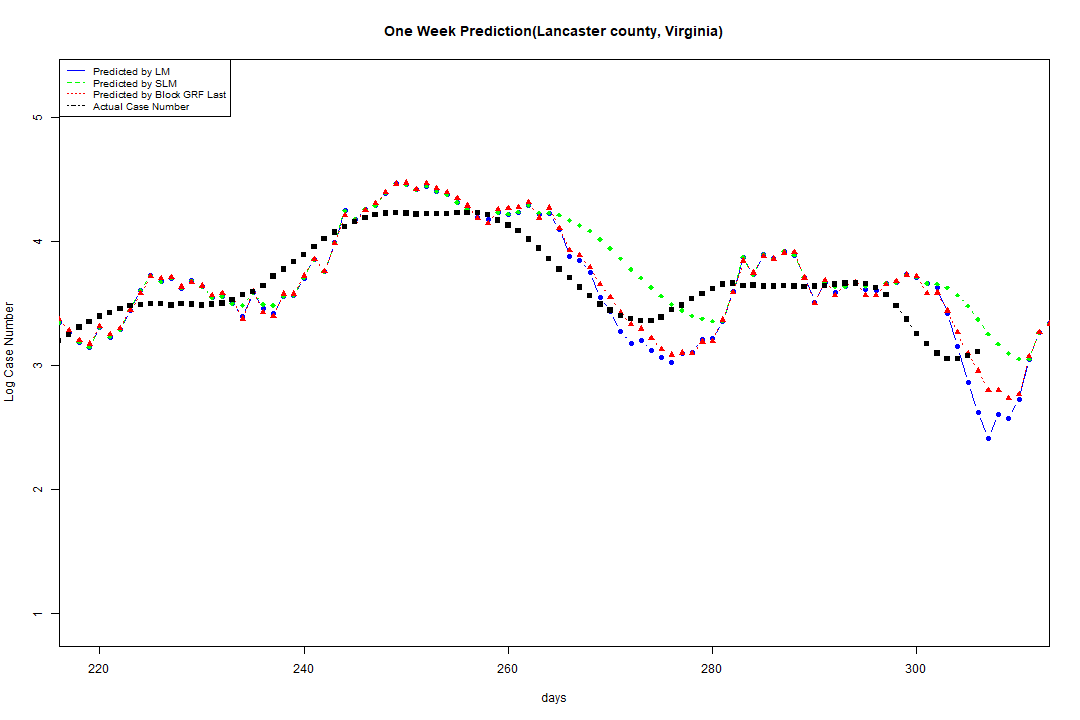 One Week Prediction(Lancaster county, Virginia)
Predicted by LM
Predicted by SLM
Predicted by Block GRF Last
Actual Case Number
5
4
3
2
1
Log Case Number
220 240 260 280 300
days